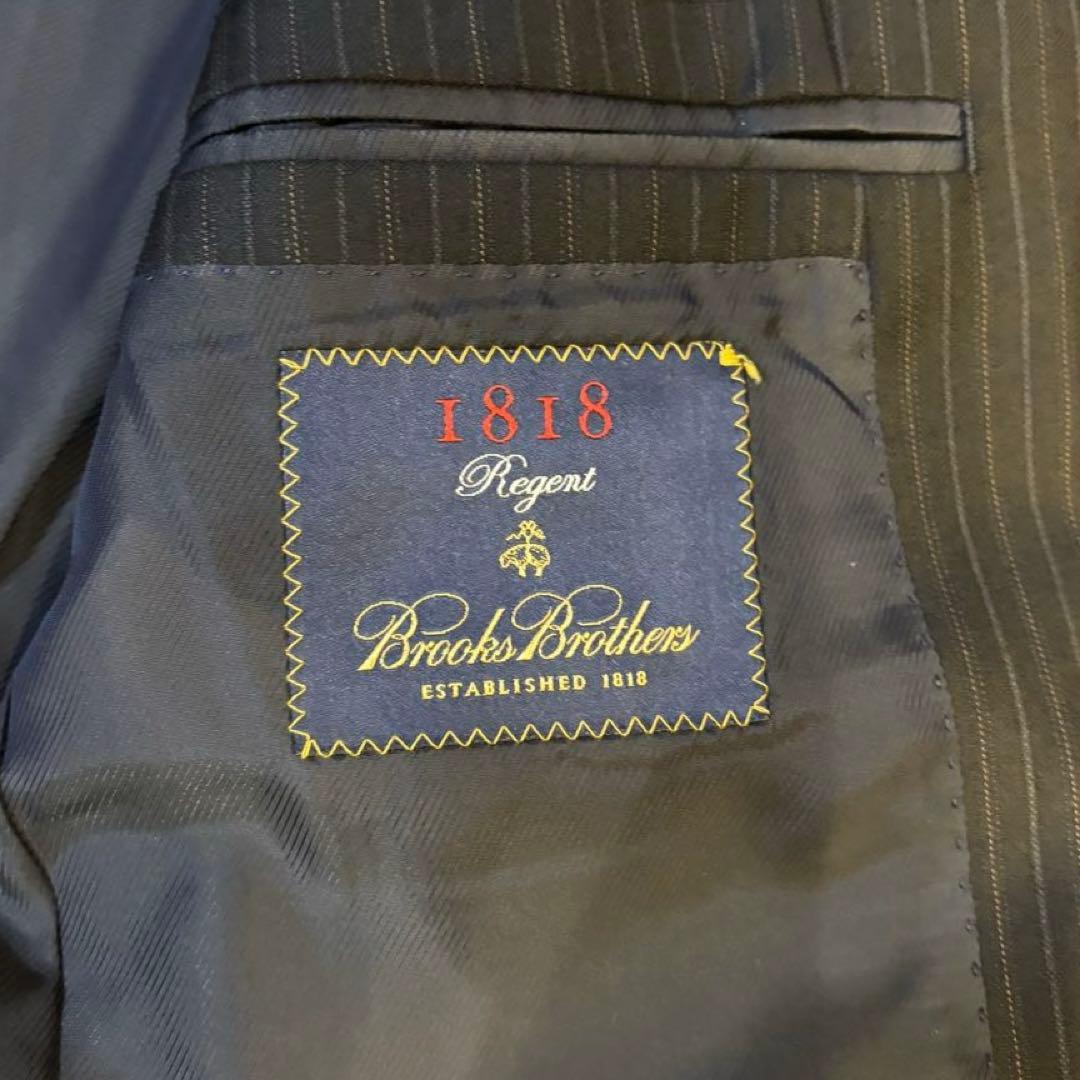 1818
Regent
Brooks Brothers
ESTABLISHED 1818